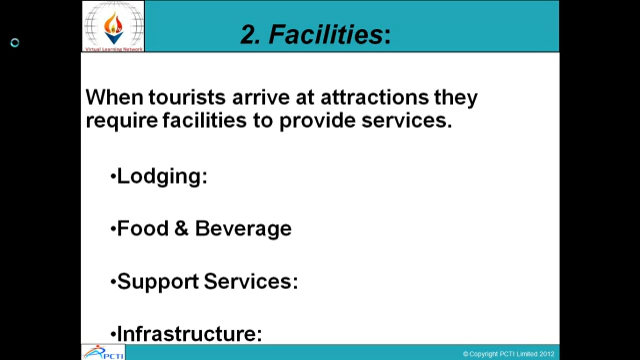 Virtual Learning Network
2. Facilities:
When tourists arrive at attractions they
require facilities to provide services.
•Lodging:
•Food & Beverage
•Support Services:
•Infrastructure:
PCTI
© Copyright PCTI Limited 2012